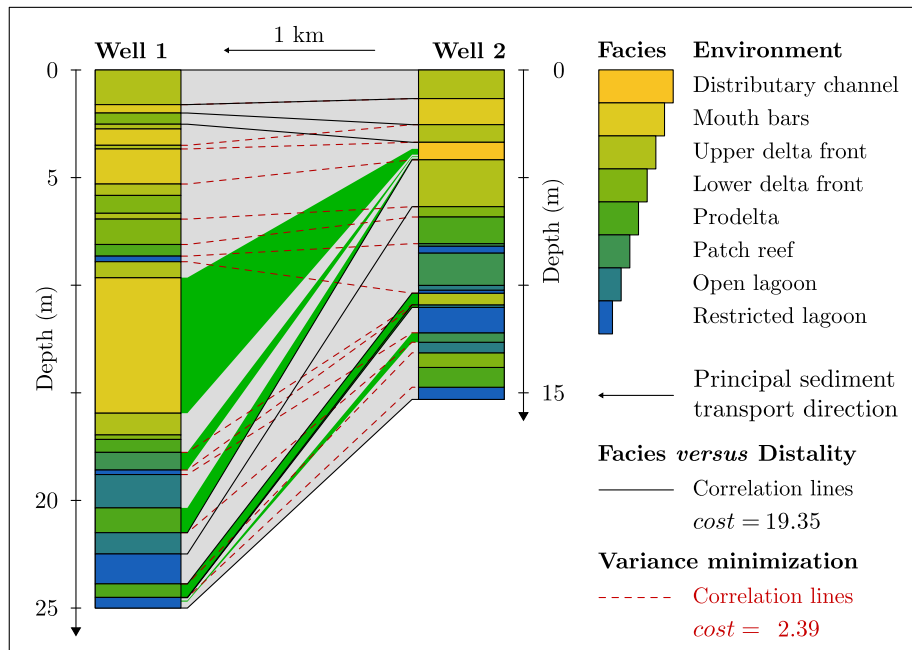 Well 1
1 km
Well 2
0
5
20
25
Depth (m)
0
15
Depth (m)
Facies Environment
Distributary channel
Mouth bars
Upper delta front
Lower delta front
Prodelta
Patch reef
Open lagoon
Restricted lagoon
Principal sediment
transport direction
Facies versus Distality
Correlation lines
cost = 19.35
Variance minimization
Correlation lines
cost = 2.39